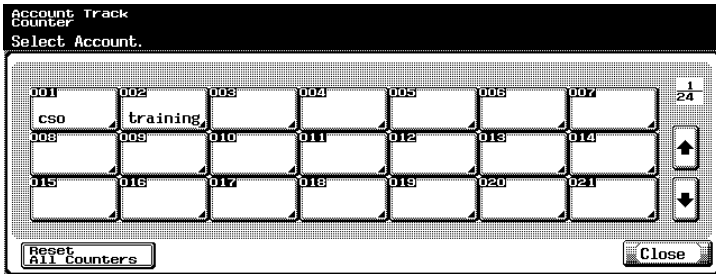 Account Track
Counter
Select Account.
001 002 003 004 005 006 007
cso training
1
24
008 009 010 011 012 013 014
015 016 017 018 019 020 021
Reset
All Counters
Close